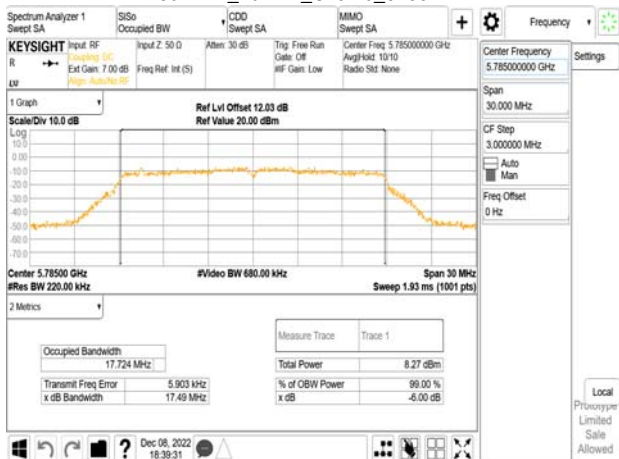 Spectrum Analyzer 1
Swept SA
SISo
Occupied BW
CDD
Swept SA
MIMO
Swept SA
+
Frequency
KEYSIGHT
R
Input: RF
Coupling: DC
Ext Gain: 7.00 dB
Align: Auto/No RF
Input Z: 50 Ω
Freq Ref: Int (S)
Atten: 30 dB
Trig: Free Run
Gate: Off
#IF Gain: Low
Center Freq: 5.785000000 GHz
Avg|Hold: 10/10
Radio Std: None
Center Frequency
5.785000000 GHz
Settings
Span
30.000 MHz
CF Step
3.000000 MHz
Auto
Man
Freq Offset
0 Hz
1 Graph
Scale/Div 10.0 dB
Ref Lvl Offset 12.03 dB
Ref Value 20.00 dBm
Log
10.0
0.00
-10.0
-20.0
-30.0
-40.0
-50.0
-60.0
-70.0
Center 5.78500 GHz
#Res BW 220.00 kHz
#Video BW 680.00 kHz
Span 30 MHz
Sweep 1.93 ms (1001 pts)
2 Metrics
Measure Trace
Trace 1
Occupied Bandwidth
17.724 MHz
Total Power
8.27 dBm
Transmit Freq Error
5.903 kHz
% of OBW Power
99.00 %
x dB Bandwidth
17.49 MHz
x dB
-6.00 dB
Local
Prototype
Limited
Sale
Allowed
?
Dec 08, 2022
18:39:31